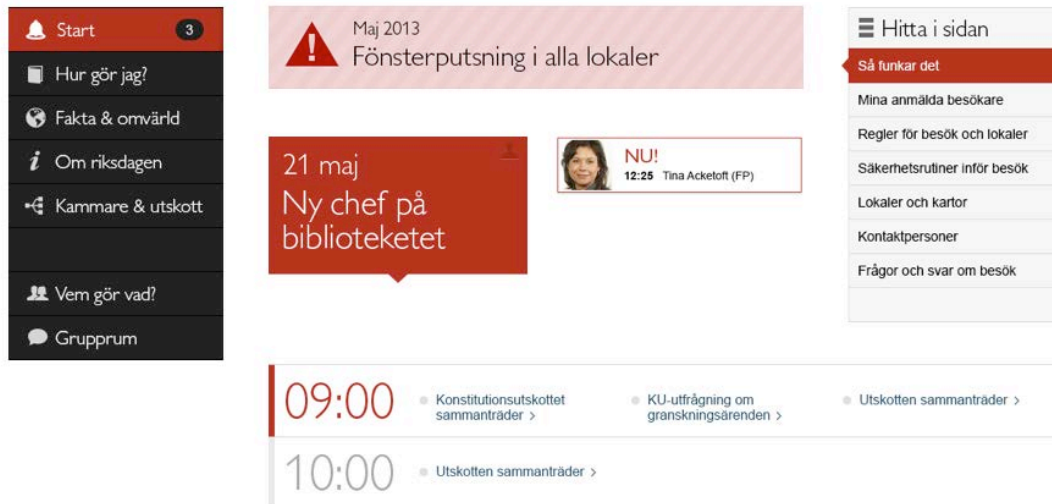 Start 3
Hur gör jag?
Fakta & omvärld
Om riksdagen
Kammare & utskott
Vem gör vad?
Grupprum
Maj 2013
Fönsterputsning i alla lokaler
21 maj
Ny chef på
biblioteketet
NU!
12:25 Tina Acketoft (FP)
Hitta i sidan
Så funkar det
Mina anmälda besökare
Regler för besök och lokaler
Säkerhetsrutiner inför besök
Lokaler och kartor
Kontaktpersoner
Frågor och svar om besök
09:00
Konstitutionsutskottet
sammanträder >
KU-utfrågning om
granskningsärenden >
Utskotten sammanträder >
10:00
Utskotten sammanträder >